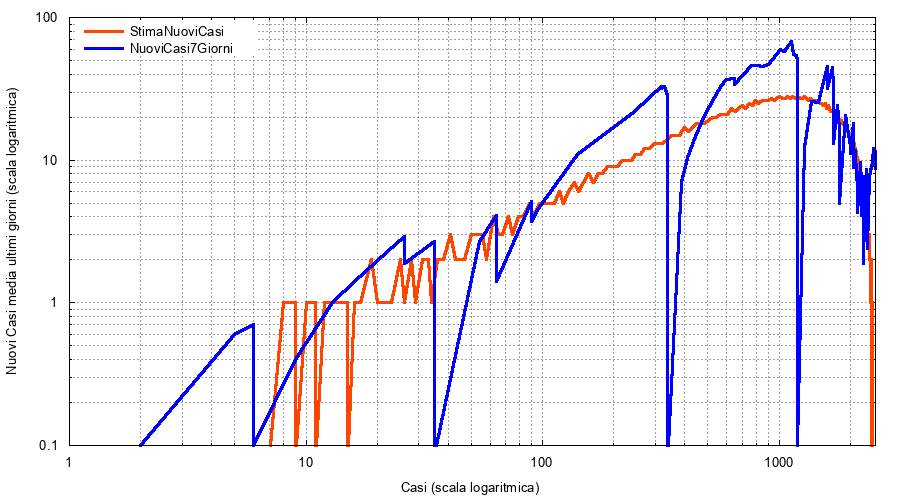 100
10
1
0.1
1
10
100
1000
Nuovi Casi media ultimi giorni (scala logaritmica)
Casi (scala logaritmica)
StimaNuoviCasi
NuoviCasi7Giorni